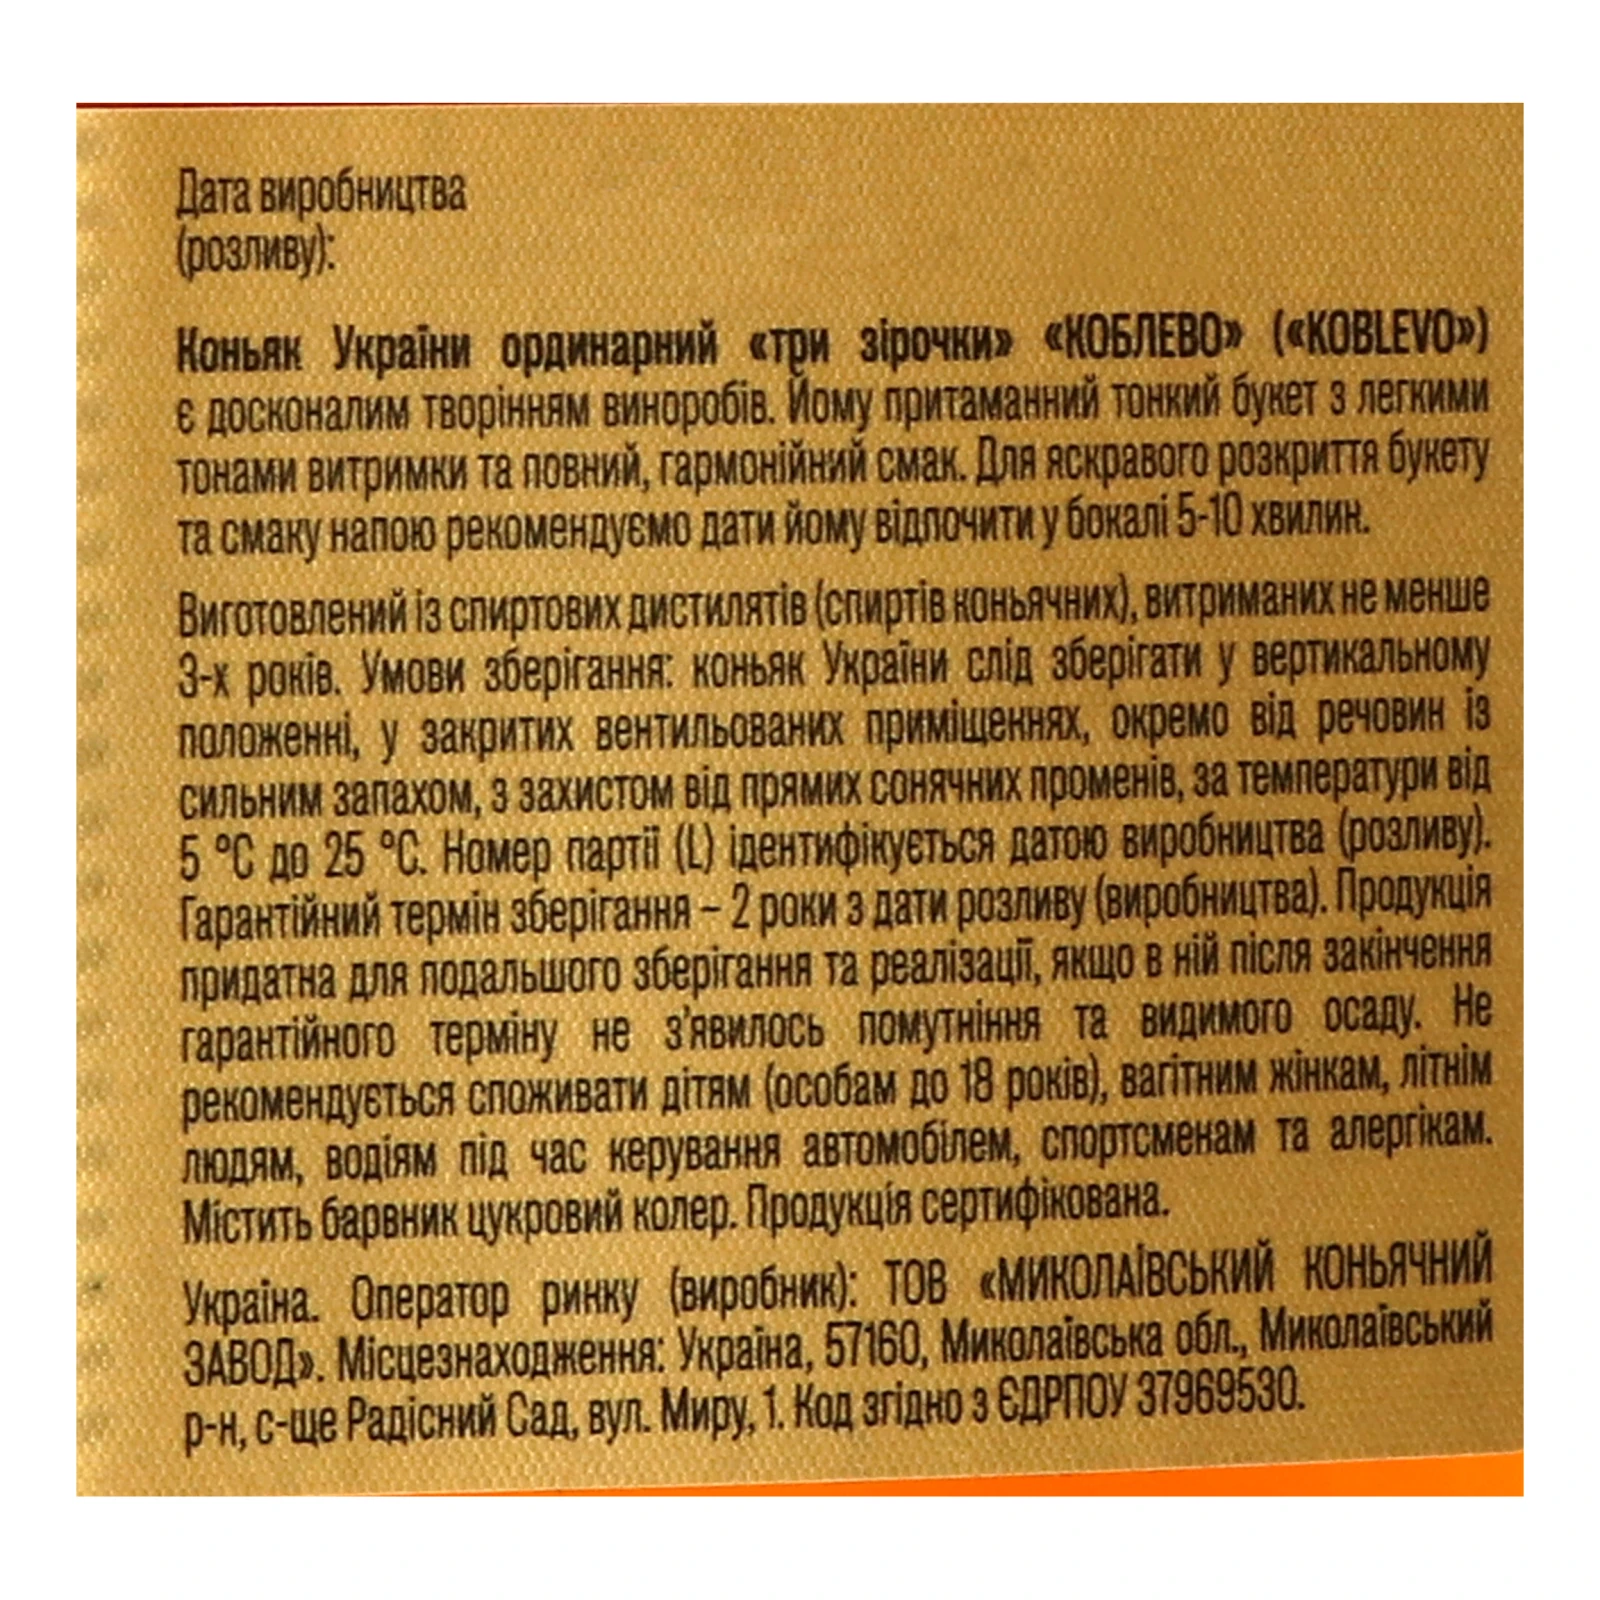 Дата виробництва
(розливу):
Коньяк України ординарний «три зірочки» «КОБЛЕВО» («KOBLEVO»)
є досконалим творінням виноробів. Йому притаманний тонкий букет з легкими
тонами витримки та повний, гармонійний смак. Для яскравого розкриття букету
та смаку напою рекомендуємо дати йому відпочити у бокалі 5-10 хвилин.
Виготовлений із спиртових дистилятів (спиртів коньячних), витриманих не менше
3-х років. Умови зберігання: коньяк України слід зберігати у вертикальному
положенні, у закритих вентильованих приміщеннях, окремо від речовин із
сильним запахом, з захистом від прямих сонячних променів, за температури від
5 °С до 25 °С. Номер партії (L) ідентифікується датою виробництва (розливу).
Гарантійний термін зберігання – 2 роки з дати розливу (виробництва). Продукція
придатна для подальшого зберігання та реалізації, якщо в ній після закінчення
гарантійного терміну не з'явилось помутніння та видимого осаду. Не
рекомендується споживати дітям (особам до 18 років), вагітним жінкам, літнім
людям, водіям під час керування автомобілем, спортсменам та алергікам.
Містить барвник цукровий колер. Продукція сертифікована.
Україна. Оператор ринку (виробник): ТОВ «МИКОЛАЇВСЬКИЙ КОНЬЯЧНИЙ
ЗАВОД». Місцезнаходження: Україна, 57160, Миколаївська обл., Миколаївський
р-н, с-ще Радісний Сад, вул. Миру, 1. Код згідно з ЄДРПОУ 37969530.